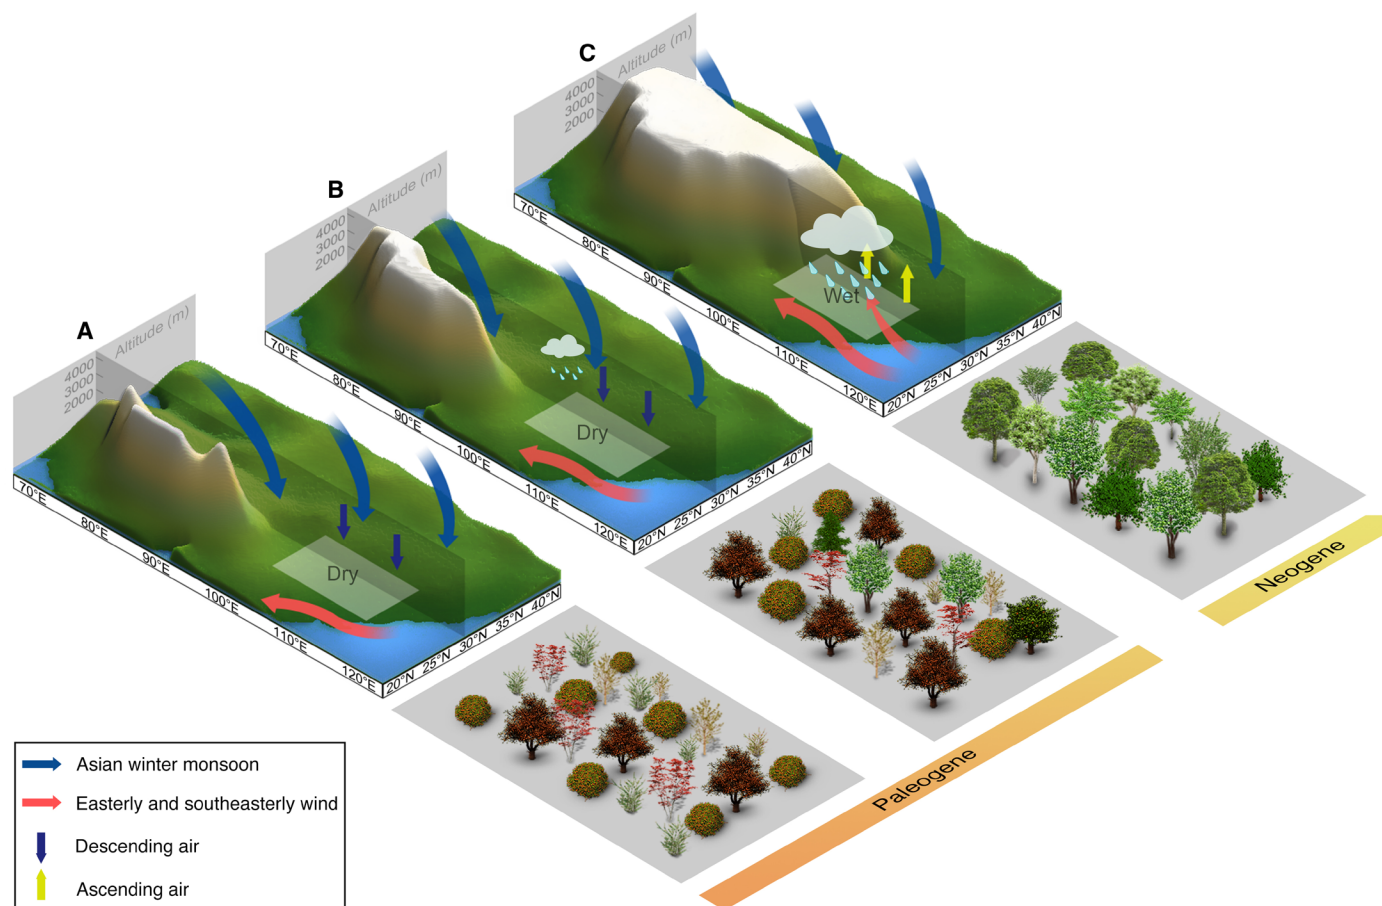 C
Altitude (m)
4000
3000
2000
70°E
80°E
90°E
100°E
110°E
120°E
20°N
25°N
30°N
35°N
40°N
Wet
B
Altitude (m)
4000
3000
2000
70°E
80°E
90°E
100°E
110°E
120°E
20°N
25°N
30°N
35°N
40°N
Dry
A
Altitude (m)
4000
3000
2000
70°E
80°E
90°E
100°E
110°E
120°E
20°N
25°N
30°N
35°N
40°N
Dry
Neogene
Paleogene
Asian winter monsoon
Easterly and southeasterly wind
Descending air
Ascending air